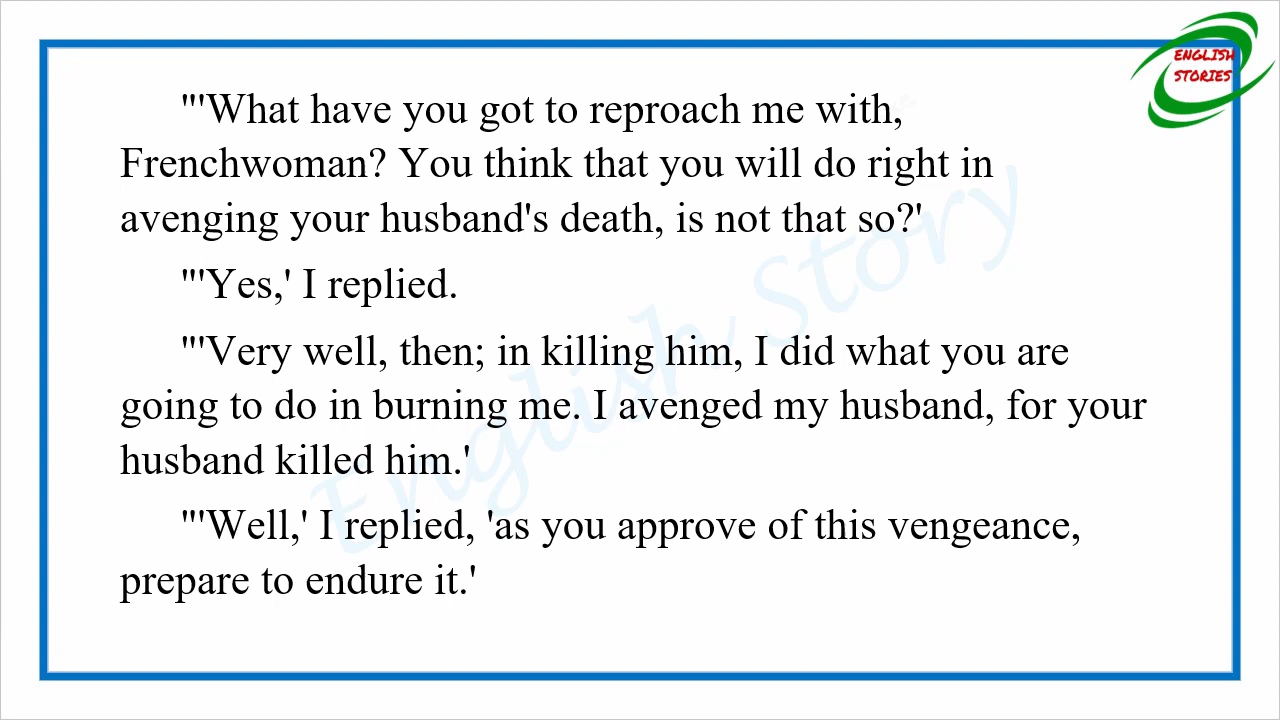 ENGLISH
STORIES
"'What have you got to reproach me with,
Frenchwoman? You think that you will do right in
avenging your husband's death, is not that so?'
"'Yes,' I replied.
"'Very well, then; in killing him, I did what you are
going to do in burning me. I avenged my husband, for your
husband killed him.'
"'Well,' I replied, 'as you approve of this vengeance,
prepare to endure it.'
English Story